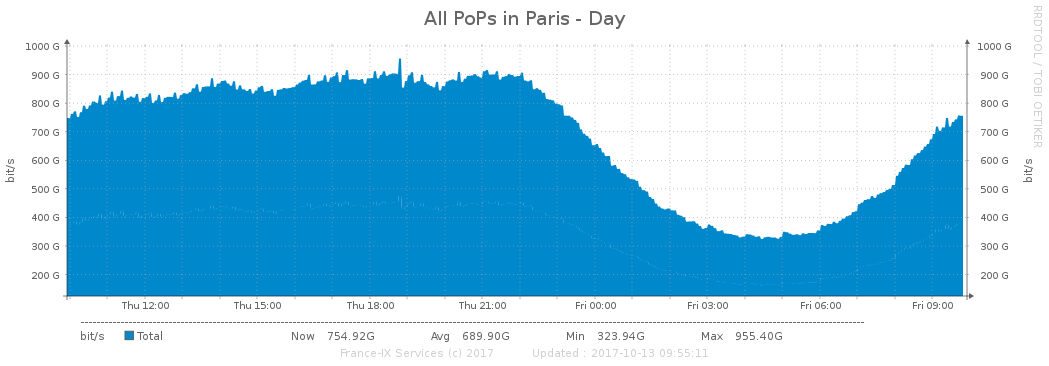 All PoPs in Paris - Day
RRDTOOL / TOBI OETIKER
1000 G 1000 G
900 G 900 G
800 G 800 G
700 G 700 G
600 G 600 G
500 G 500 G
400 G 400 G
300 G 300 G
200 G 200 G
bit/s bit/s
Thu 12:00 Thu 15:00 Thu 18:00 Thu 21:00 Fri 00:00 Fri 03:00 Fri 06:00 Fri 09:00
bit/s Total Now 754.92G Avg 689.90G Min 323.94G Max 955.40G
France-IX Services (c) 2017 Updated : 2017-10-13 09:55:11